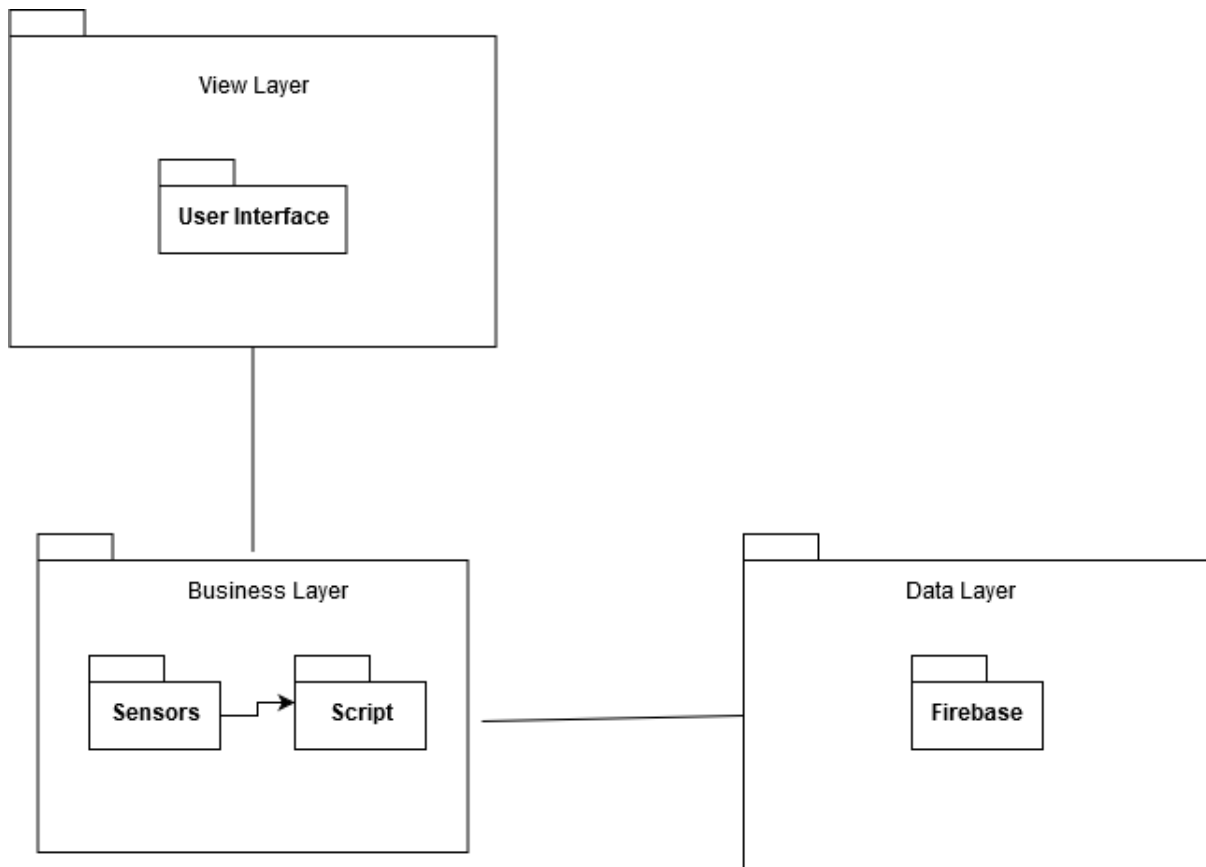 View Layer
User Interface
Business Layer
Sensors
Script
Data Layer
Firebase